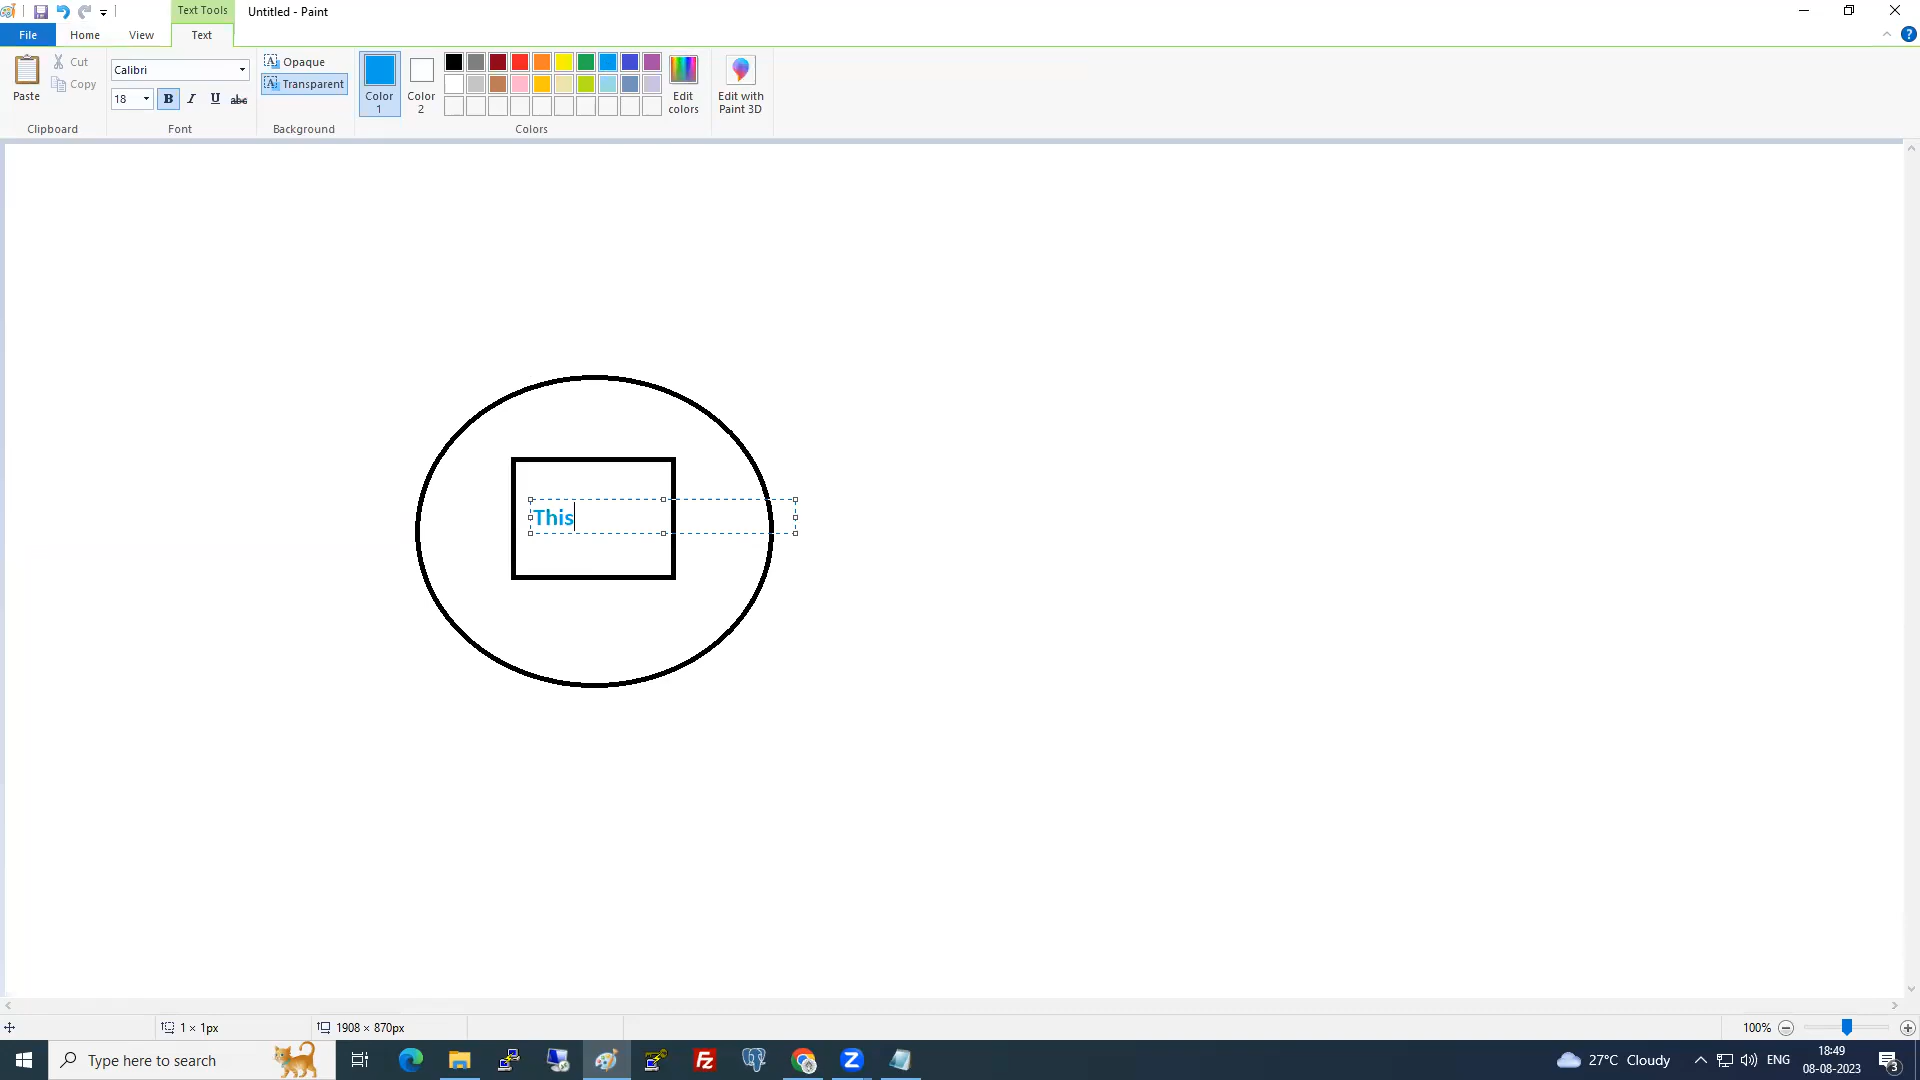 Text Tools
Untitled - Paint
File
Home
View
Text
Paste
Cut
Copy
Clipboard
Calibri
18
B
I
U
abc
Font
A Opaque
A Transparent
Background
Color
1
Color
2
Edit
colors
Colors
Edit with
Paint 3D
This
1 × 1px
1908 × 870px
100%
Type here to search
Fz
Z
27°C Cloudy
ENG
18:49
08-08-2023
3